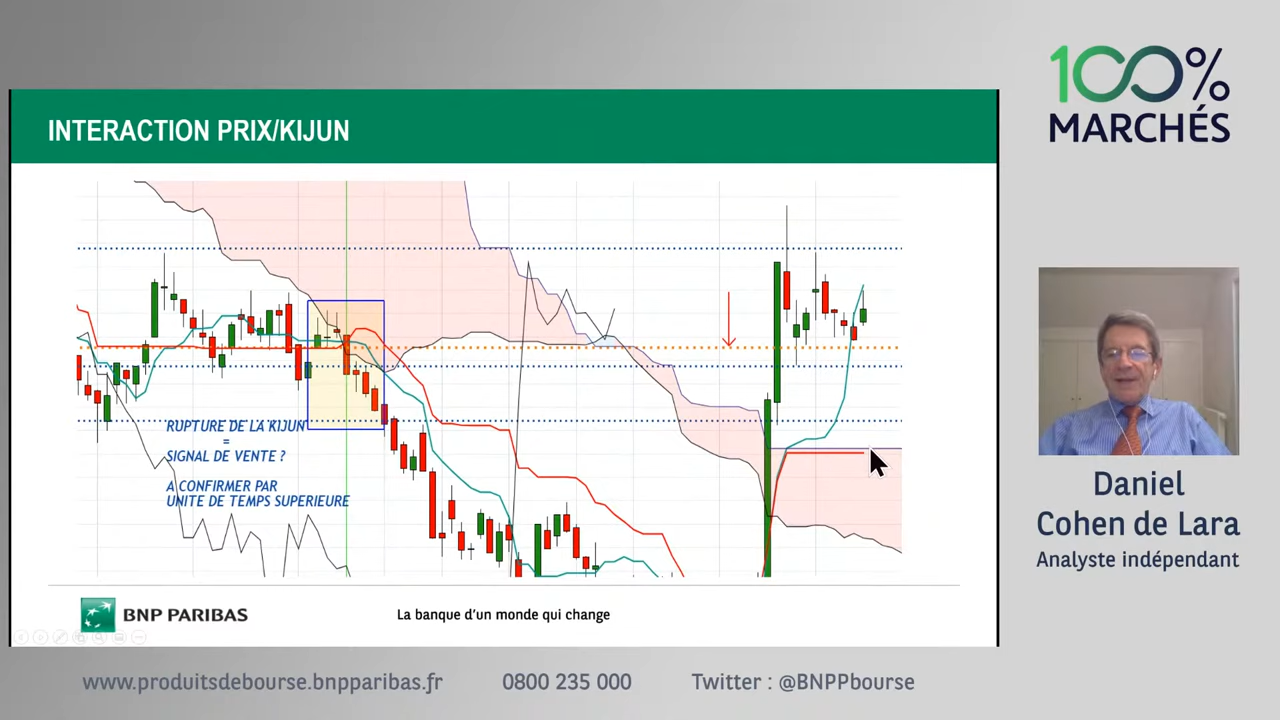 100%
MARCHÉS
INTERACTION PRIX/KIJUN
RUPTURE DE LA KIJUN
=
SIGNAL DE VENTE ?
A CONFIRMER PAR
UNITE DE TEMPS SUPERIEURE
BNP PARIBAS
La banque d'un monde qui change
Daniel
Cohen de Lara
Analyste indépendant
www.produitsdebourse.bnpparibas.fr
0800 235 000
Twitter : @BNPPbourse